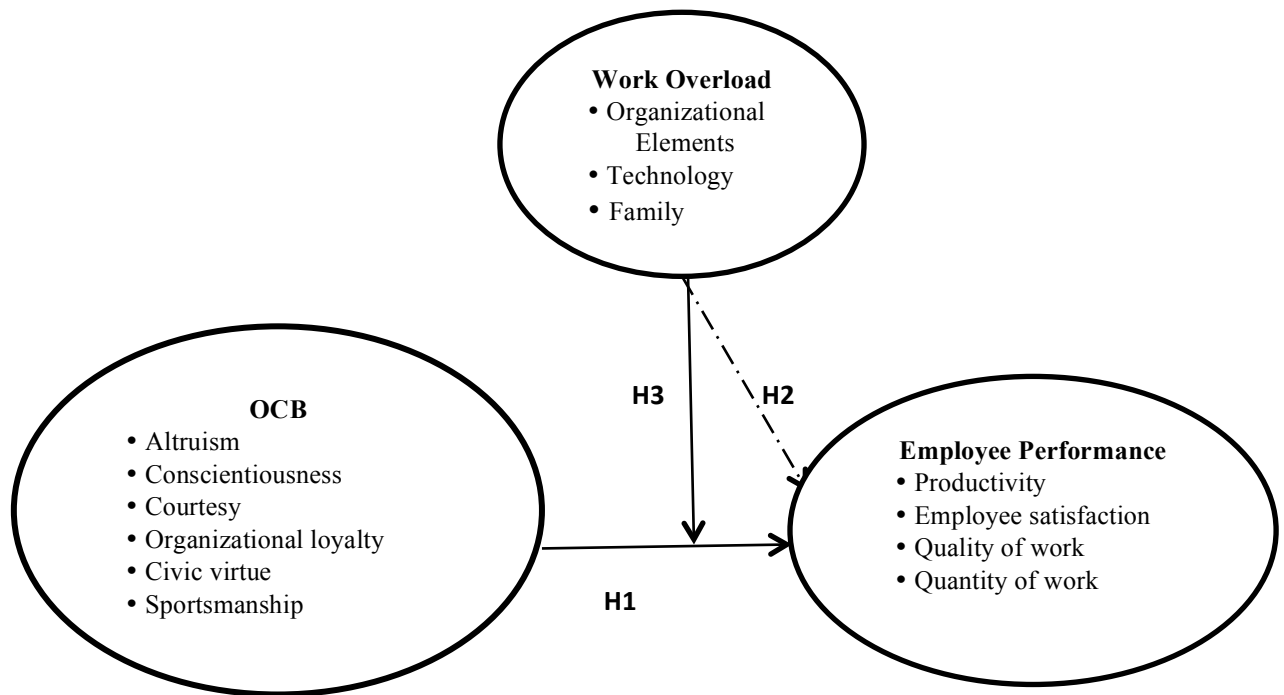 Work Overload
• Organizational
Elements
• Technology
• Family
H3
H2
OCB
• Altruism
• Conscientiousness
• Courtesy
• Organizational loyalty
• Civic virtue
• Sportsmanship
Employee Performance
• Productivity
• Employee satisfaction
• Quality of work
• Quantity of work
H1